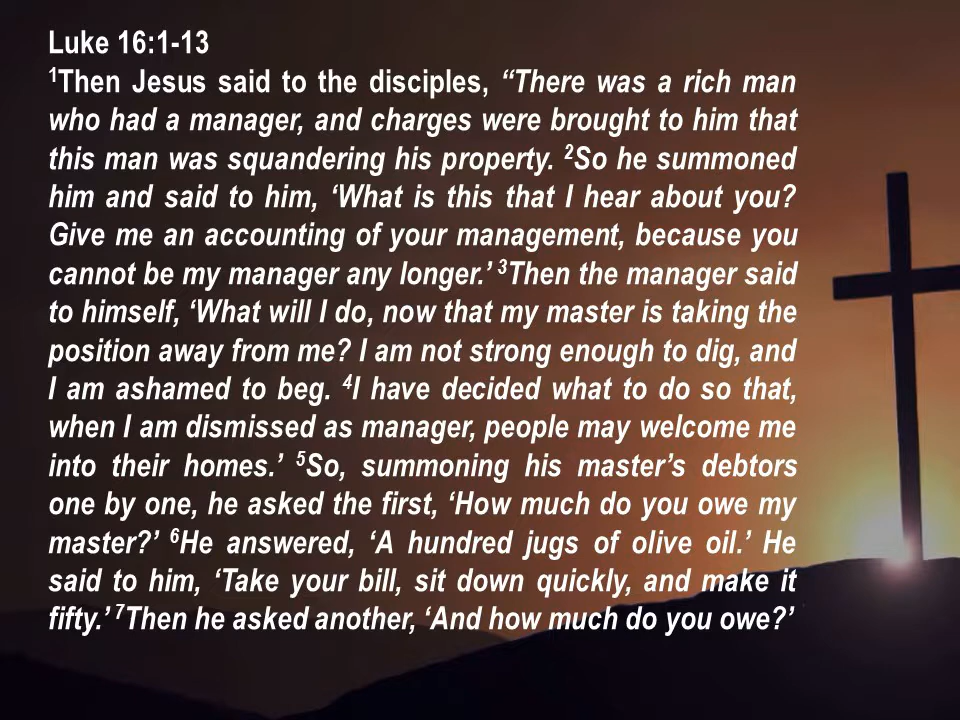 Luke 16:1-13
¹Then Jesus said to the disciples, “There was a rich man
who had a manager, and charges were brought to him that
this man was squandering his property. ²So he summoned
him and said to him, ‘What is this that I hear about you?
Give me an accounting of your management, because you
cannot be my manager any longer.’ ³Then the manager said
to himself, ‘What will I do, now that my master is taking the
position away from me? I am not strong enough to dig, and
I am ashamed to beg. ⁴I have decided what to do so that,
when I am dismissed as manager, people may welcome me
into their homes.’ ⁵So, summoning his master’s debtors
one by one, he asked the first, ‘How much do you owe my
master?’ ⁶He answered, ‘A hundred jugs of olive oil.’ He
said to him, ‘Take your bill, sit down quickly, and make it
fifty.’ ⁷Then he asked another, ‘And how much do you owe?’